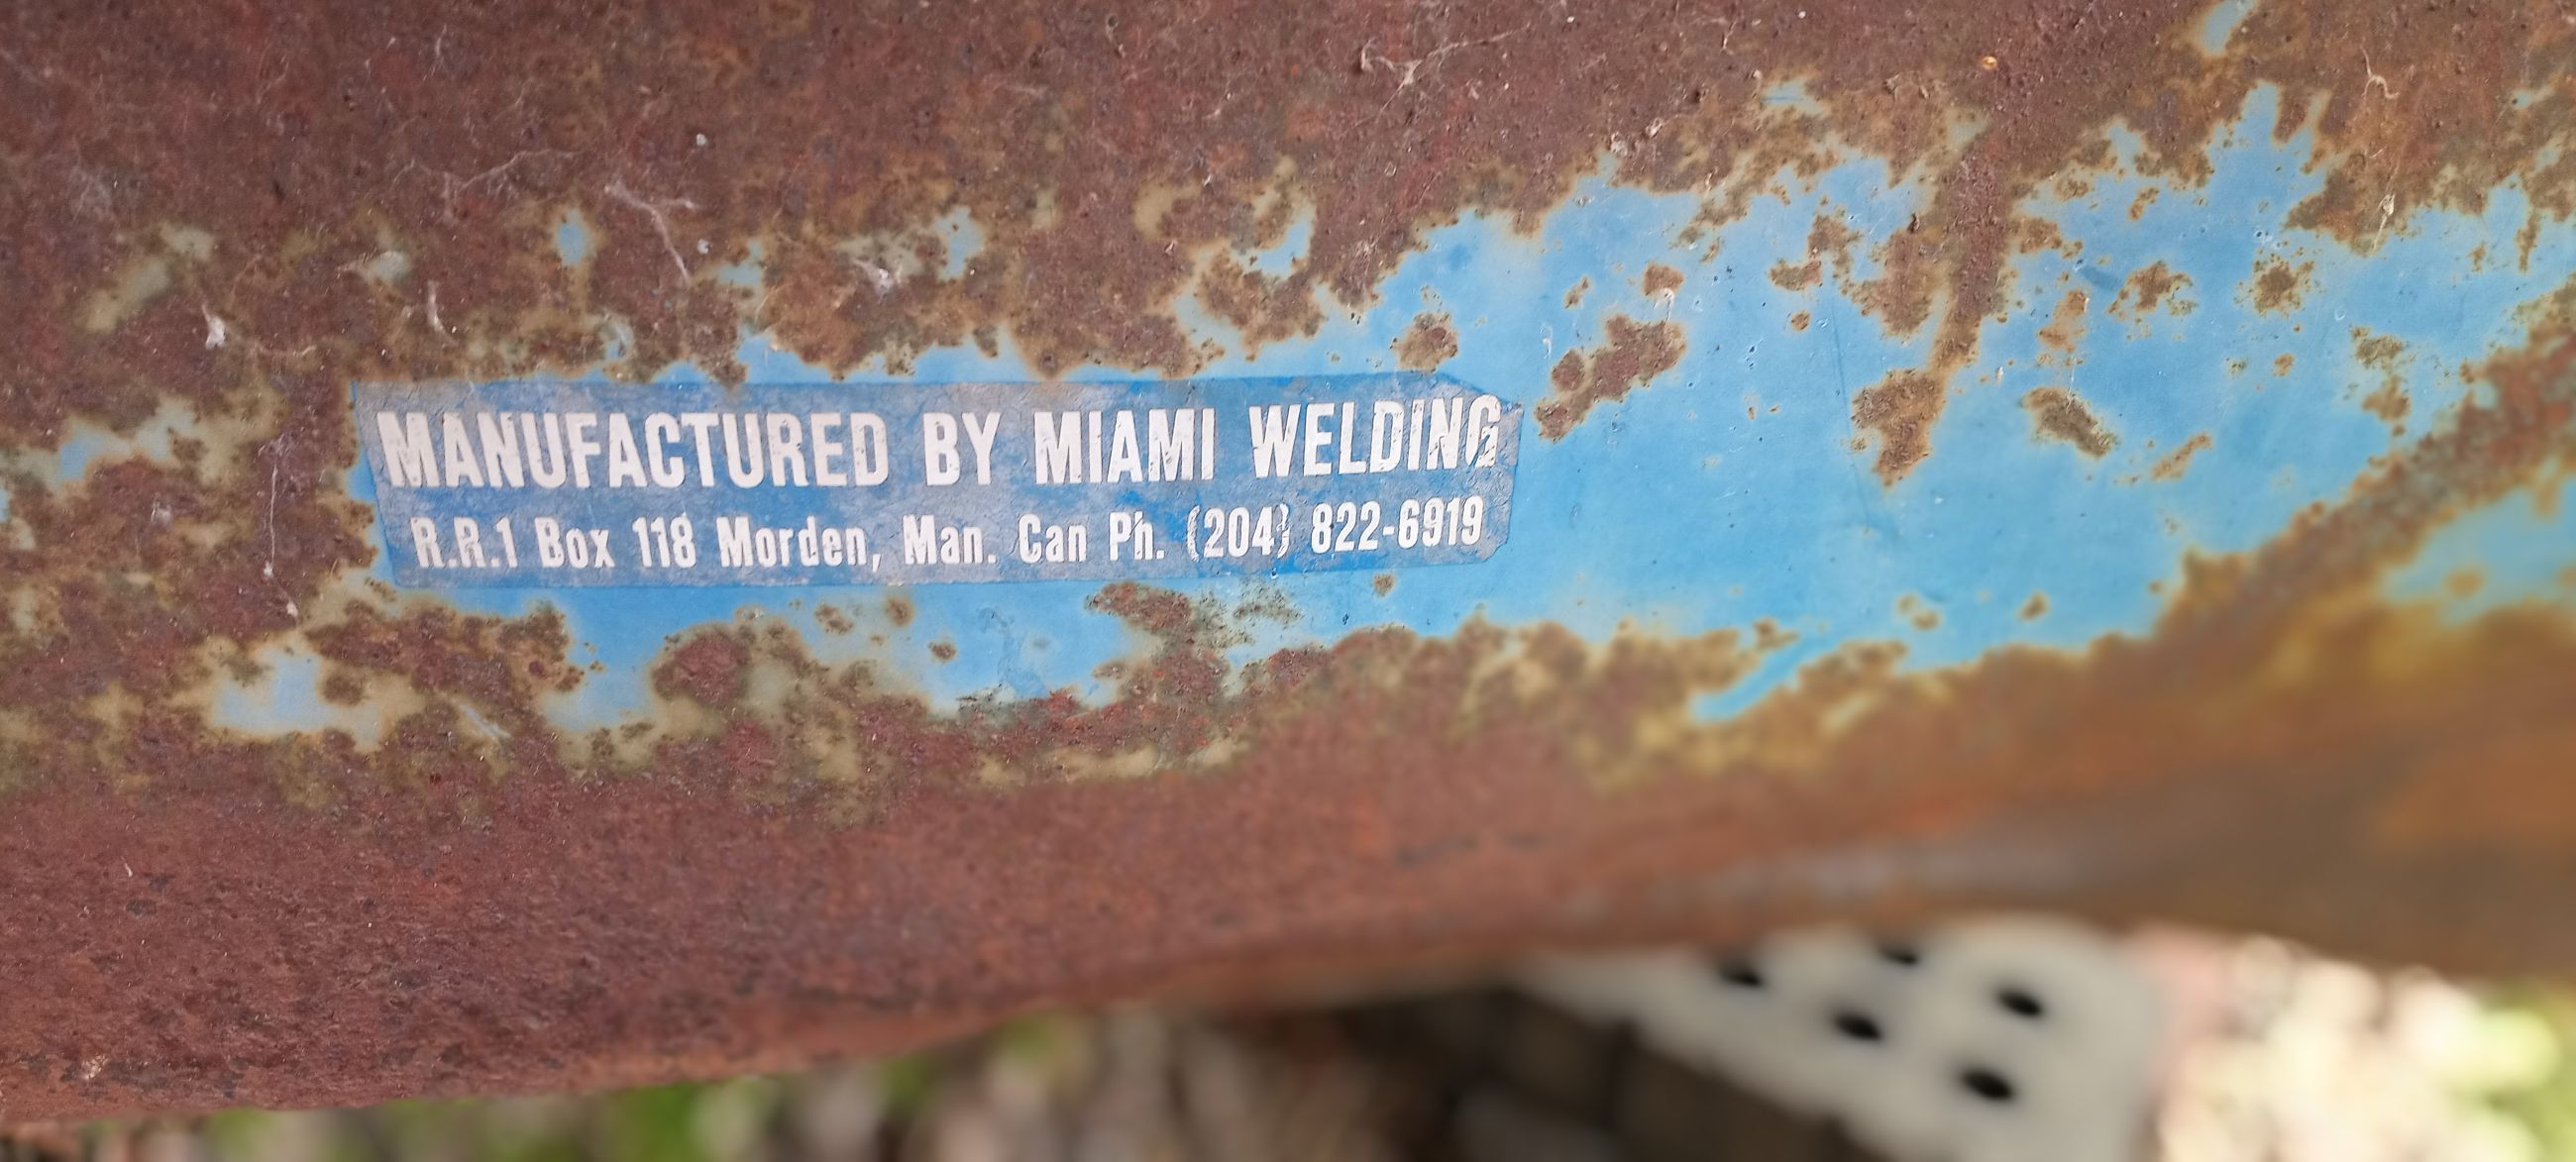 MANUFACTURED BY MIAMI WELDING
R.R.1 Box 118 Morden, Man. Can Ph. (204) 822-6919